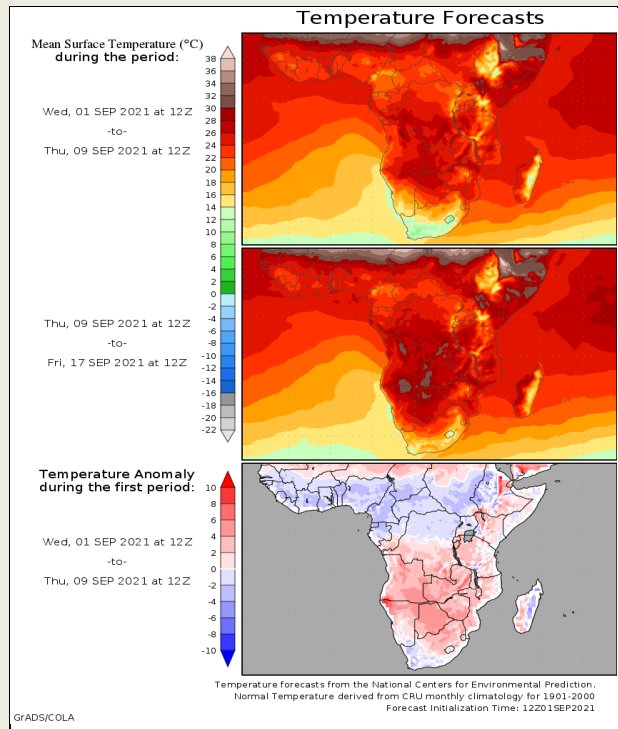 Temperature Forecasts
Mean Surface Temperature (°C)
during the period:
Wed, 01 SEP 2021 at 12Z
-to-
Thu, 09 SEP 2021 at 12Z
38
36
34
32
30
28
26
24
22
20
18
16
14
12
10
8
6
4
2
0
-2
-4
-6
-8
-10
-12
-14
-16
-18
-20
-22
Thu, 09 SEP 2021 at 12Z
-to-
Fri, 17 SEP 2021 at 12Z
Temperature Anomaly
during the first period:
Wed, 01 SEP 2021 at 12Z
-to-
Thu, 09 SEP 2021 at 12Z
10
8
6
4
2
0
-2
-4
-6
-8
-10
Temperature forecasts from the National Centers for Environmental Prediction.
Normal Temperature derived from CRU monthly climatology for 1901-2000
Forecast Initialization Time: 12Z01SEP2021
GrADS/COLA